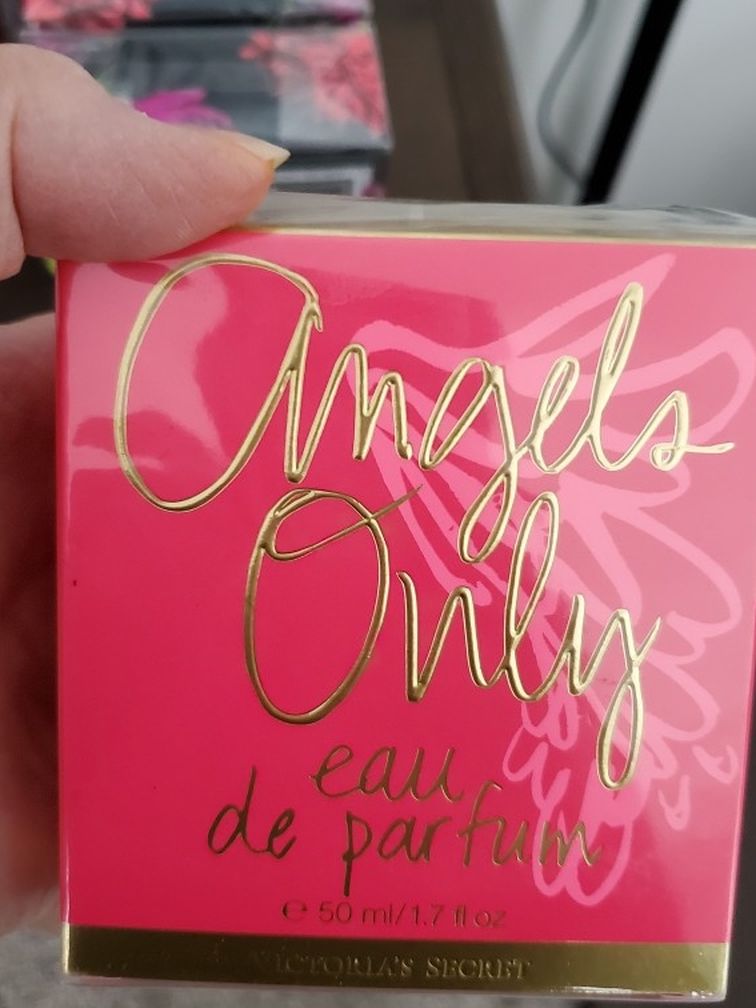 Angels
Only
eau
de parfum
℮ 50 ml/1.7 fl oz
VICTORIA'S SECRET